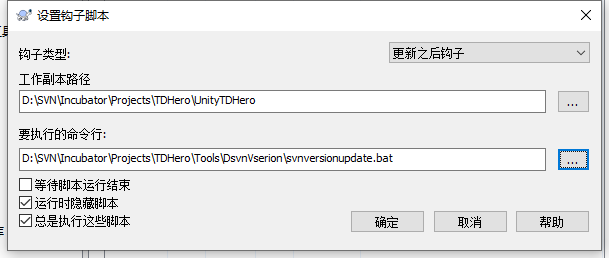 设置钩子脚本
钩子类型:
更新之后钩子
工作副本路径
D:\SVN\Incubator\Projects\TDHero\UnityTDHero
...
要执行的命令行:
D:\SVN\Incubator\Projects\TDHero\Tools\DsvnVserion\svnversionupdate.bat
...
等待脚本运行结束
运行时隐藏脚本
总是执行这些脚本
确定
取消
帮助